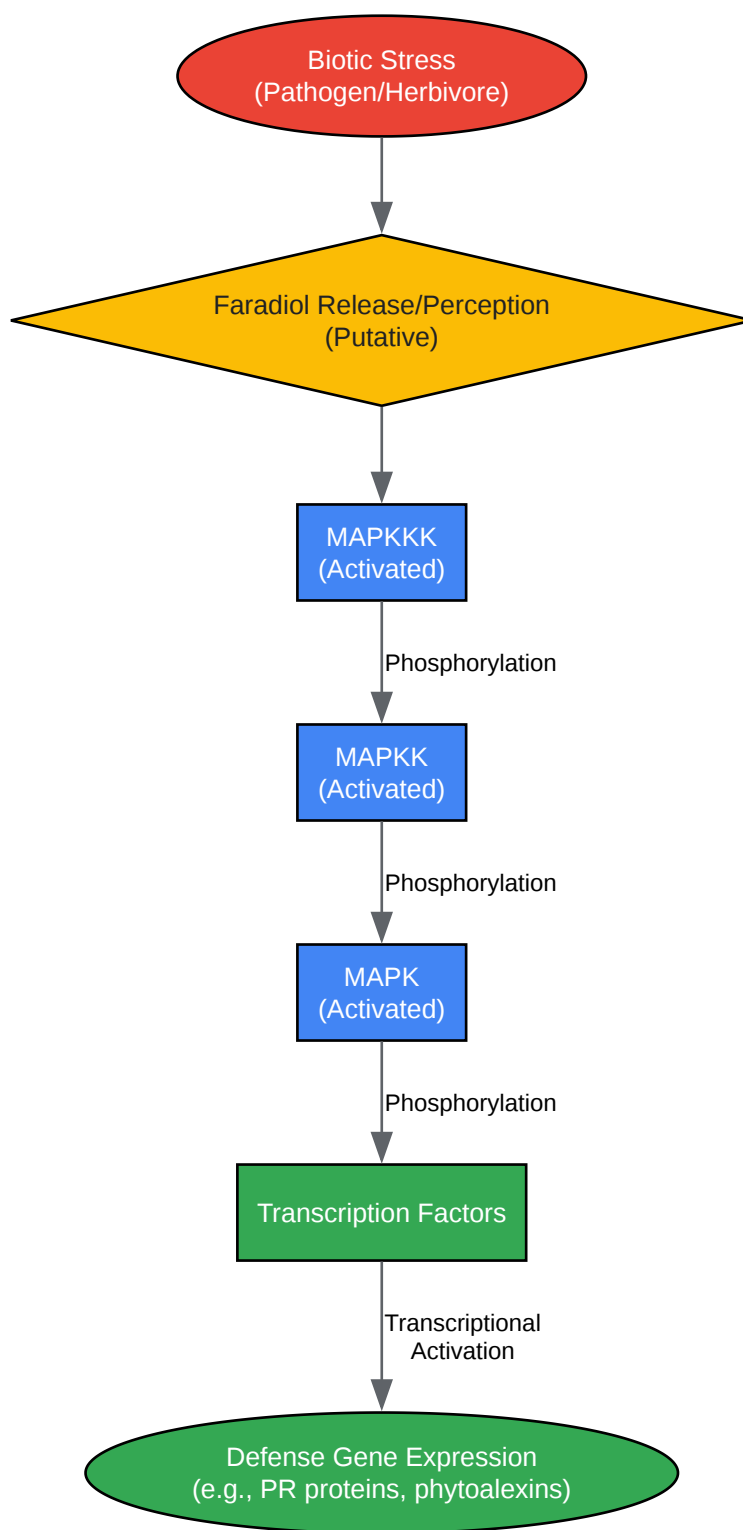 Biotic Stress
(Pathogen/Herbivore)
Faradiol Release/Perception
(Putative)
MAPKKK
(Activated)
Phosphorylation
MAPKK
(Activated)
Phosphorylation
MAPK
(Activated)
Phosphorylation
Transcription Factors
Transcriptional
Activation
Defense Gene Expression
(e.g., PR proteins, phytoalexins)